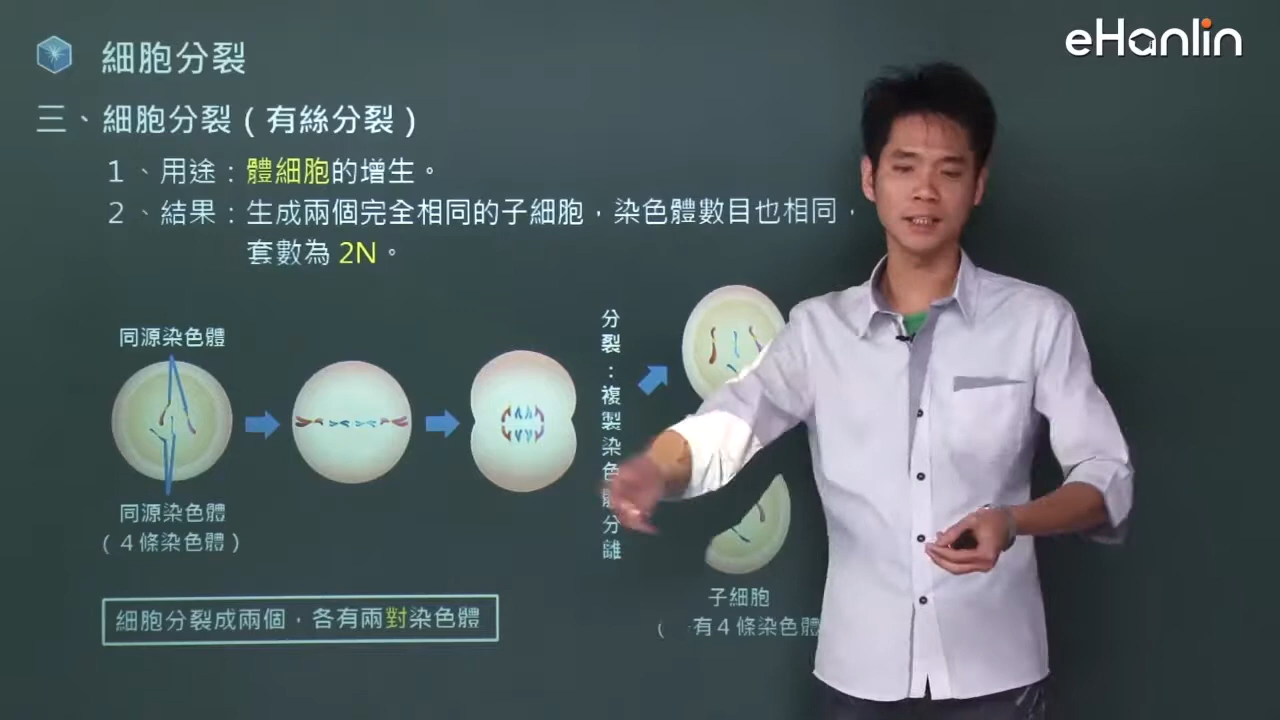 eHanlin
細胞分裂
三、細胞分裂(有絲分裂)
1、用途:體細胞的增生。
2、結果:生成兩個完全相同的子細胞,染色體數目也相同,
套數為 2N。
同源染色體
同源染色體
(4條染色體)
分裂:複製染色體分離
子細胞
( 有4條染色體
細胞分裂成兩個,各有兩對染色體